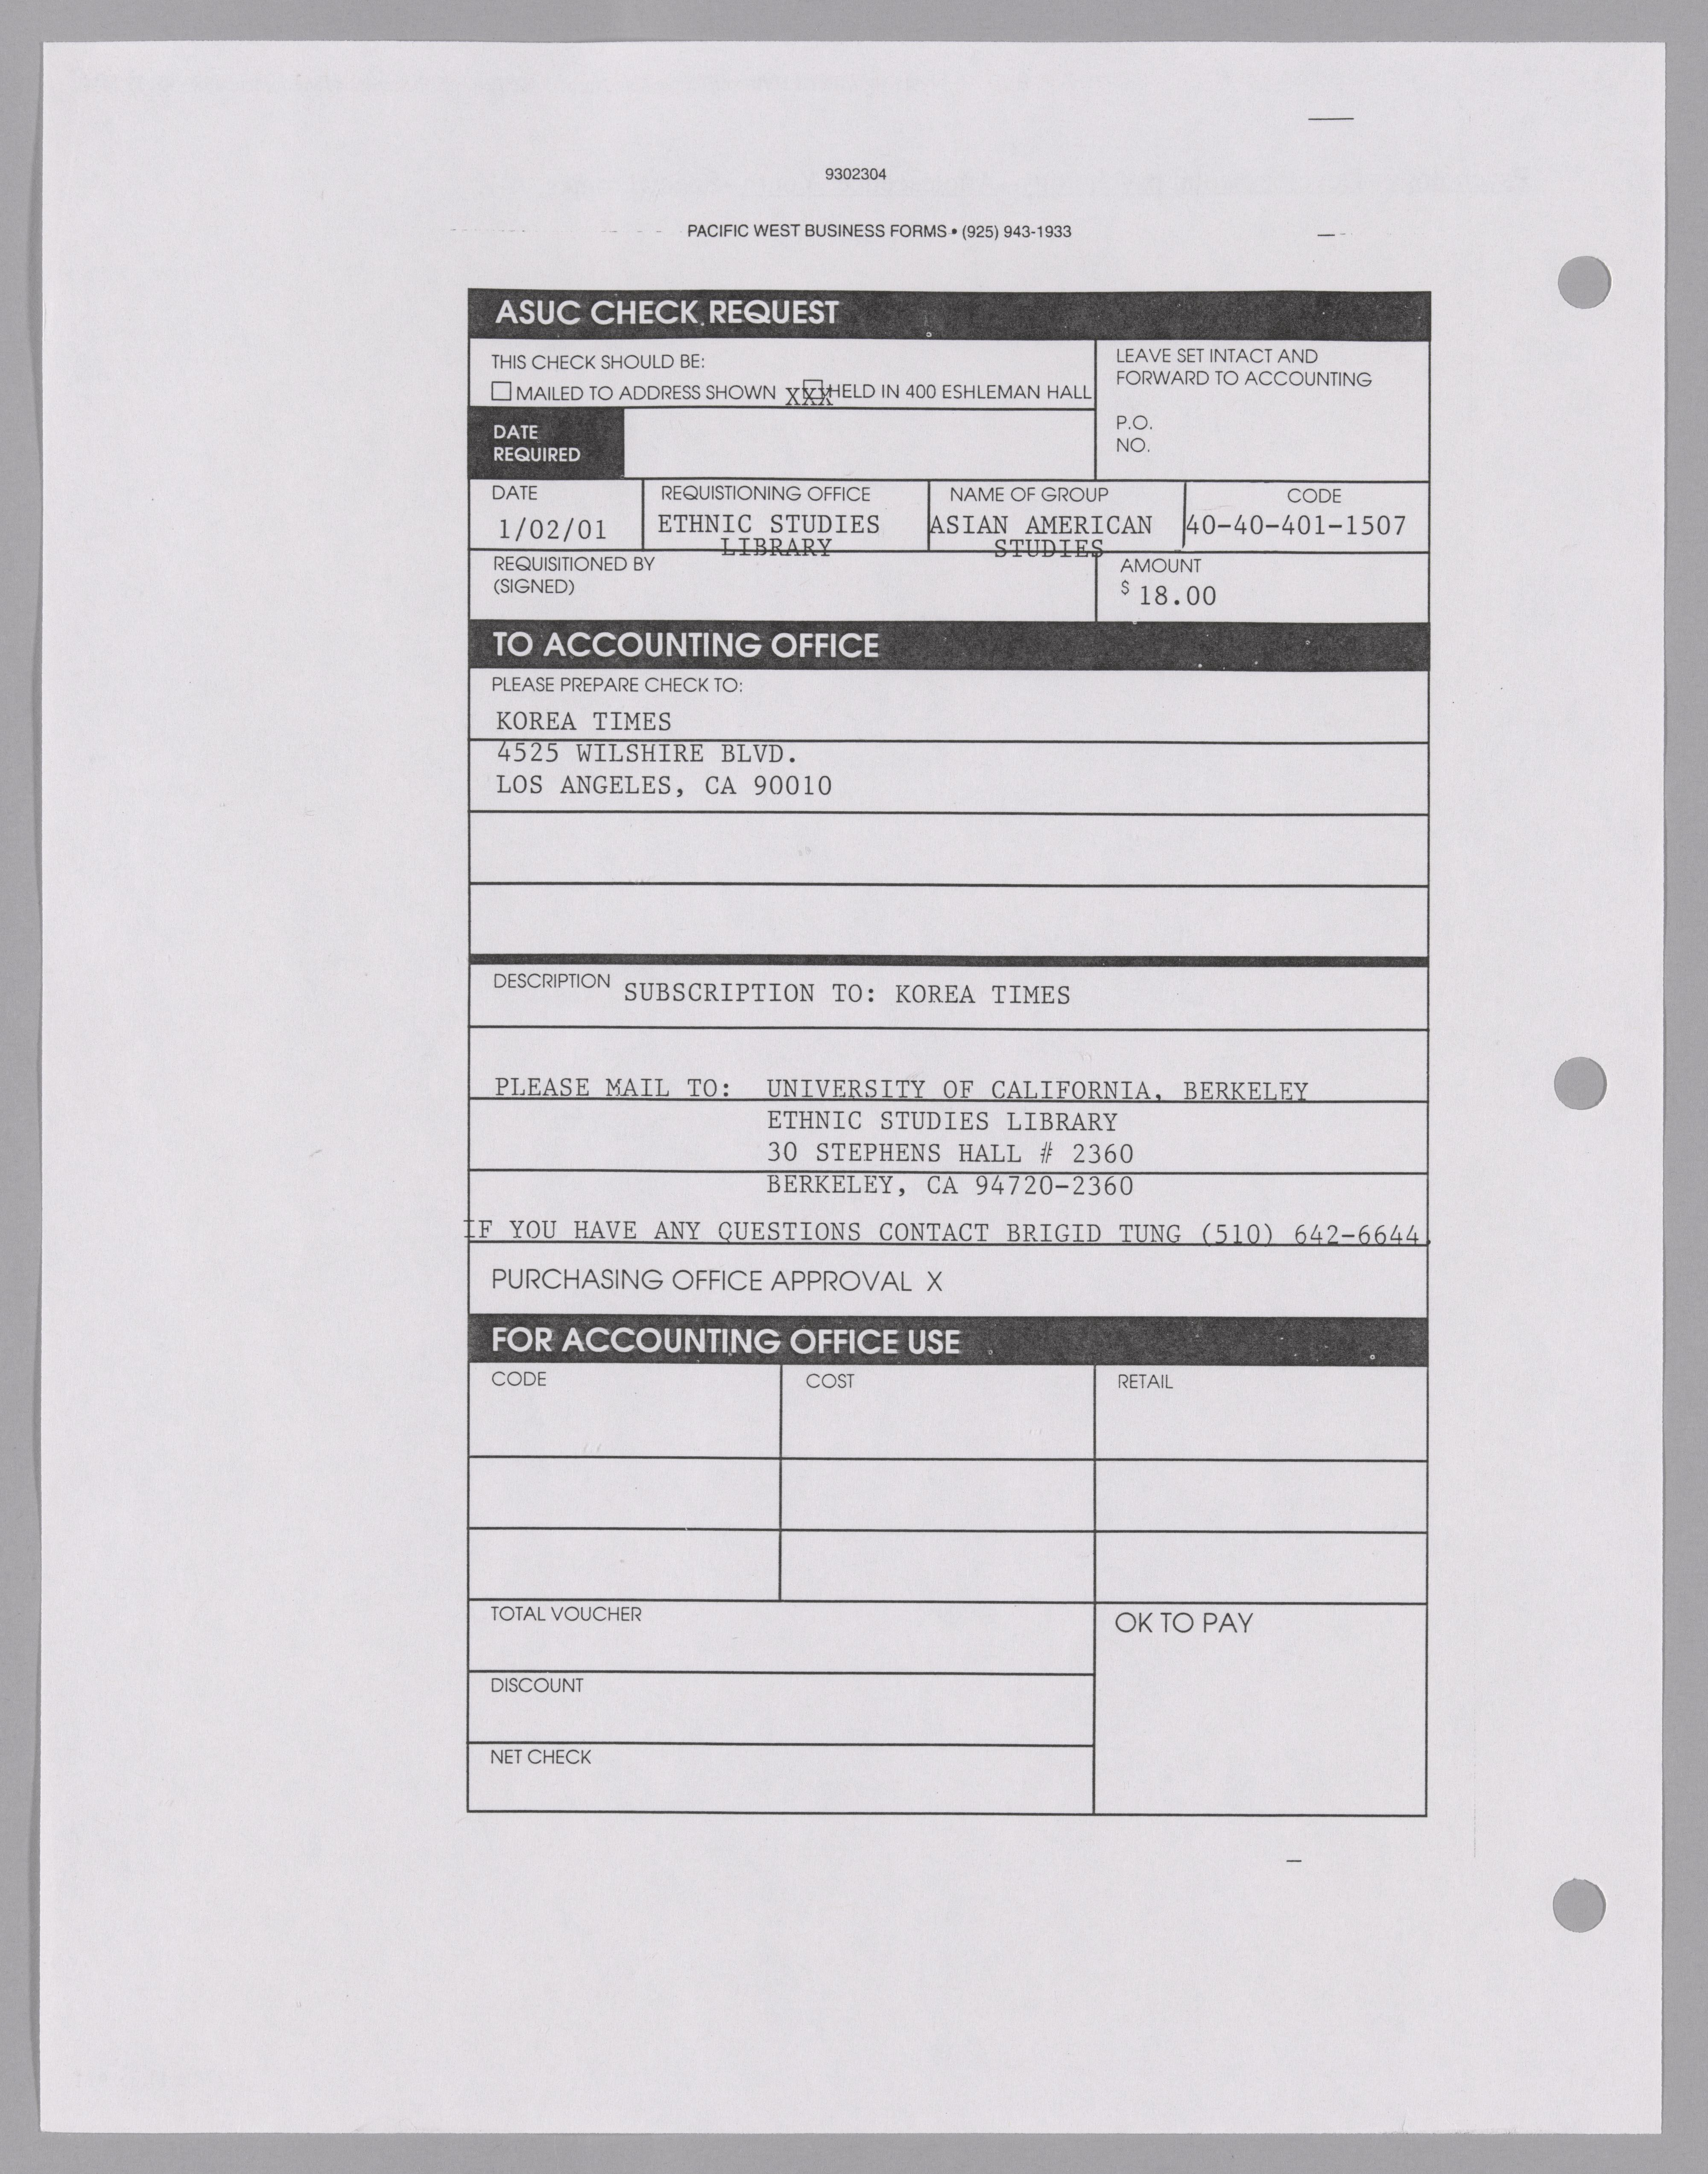 9302304
PACIFIC WEST BUSINESS FORMS • (925) 943-1933
ASUC CHECK REQUEST
THIS CHECK SHOULD BE:
MAILED TO ADDRESS SHOWN XXX HELD IN 400 ESHLEMAN HALL
LEAVE SET INTACT AND
FORWARD TO ACCOUNTING
P.O.
NO.
DATE
REQUIRED
DATE
1/02/01
REQUISTIONING OFFICE
ETHNIC STUDIES
LIBRARY
NAME OF GROUP
ASIAN AMERICAN
STUDIES
CODE
40-40-401-1507
REQUISITIONED BY
(SIGNED)
AMOUNT
$ 18.00
TO ACCOUNTING OFFICE
PLEASE PREPARE CHECK TO:
KOREA TIMES
4525 WILSHIRE BLVD.
LOS ANGELES, CA 90010
DESCRIPTION SUBSCRIPTION TO: KOREA TIMES
PLEASE MAIL TO: UNIVERSITY OF CALIFORNIA, BERKELEY
ETHNIC STUDIES LIBRARY
30 STEPHENS HALL # 2360
BERKELEY, CA 94720-2360
IF YOU HAVE ANY QUESTIONS CONTACT BRIGID TUNG (510) 642-6644.
PURCHASING OFFICE APPROVAL X
FOR ACCOUNTING OFFICE USE
CODE COST RETAIL
TOTAL VOUCHER
OK TO PAY
DISCOUNT
NET CHECK